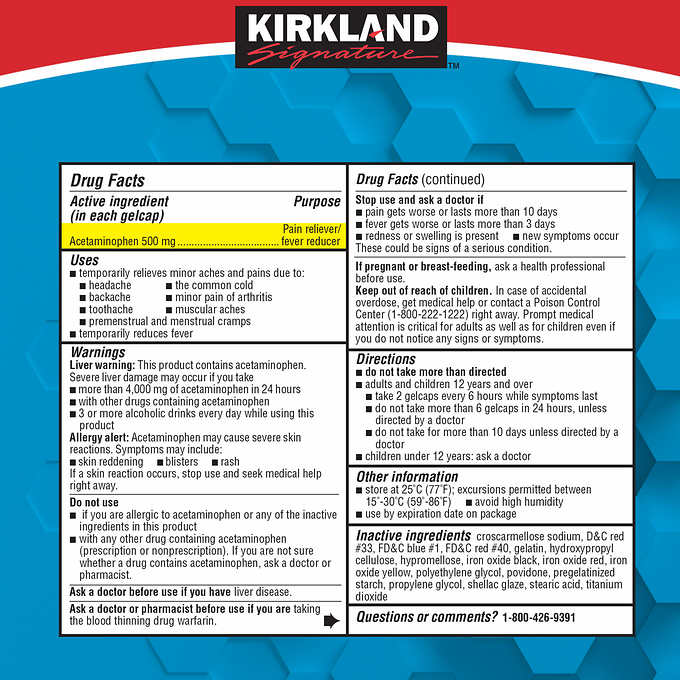 KIRKLAND
Signature
TM
Drug Facts
Active ingredient Purpose
(in each gelcap)
Pain reliever/
Acetaminophen 500 mg.................................... fever reducer
Uses
■ temporarily relieves minor aches and pains due to:
■ headache ■ the common cold
■ backache ■ minor pain of arthritis
■ toothache ■ muscular aches
■ premenstrual and menstrual cramps
■ temporarily reduces fever
Warnings
Liver warning: This product contains acetaminophen.
Severe liver damage may occur if you take
■ more than 4,000 mg of acetaminophen in 24 hours
■ with other drugs containing acetaminophen
■ 3 or more alcoholic drinks every day while using this
product
Allergy alert: Acetaminophen may cause severe skin
reactions. Symptoms may include:
■ skin reddening ■ blisters ■ rash
If a skin reaction occurs, stop use and seek medical help
right away.
Do not use
■ if you are allergic to acetaminophen or any of the inactive
ingredients in this product
■ with any other drug containing acetaminophen
(prescription or nonprescription). If you are not sure
whether a drug contains acetaminophen, ask a doctor or
pharmacist.
Ask a doctor before use if you have liver disease.
Ask a doctor or pharmacist before use if you are taking
the blood thinning drug warfarin.
Drug Facts (continued)
Stop use and ask a doctor if
■ pain gets worse or lasts more than 10 days
■ fever gets worse or lasts more than 3 days
■ redness or swelling is present ■ new symptoms occur
These could be signs of a serious condition.
If pregnant or breast-feeding, ask a health professional
before use.
Keep out of reach of children. In case of accidental
overdose, get medical help or contact a Poison Control
Center (1-800-222-1222) right away. Prompt medical
attention is critical for adults as well as for children even if
you do not notice any signs or symptoms.
Directions
■ do not take more than directed
■ adults and children 12 years and over
■ take 2 gelcaps every 6 hours while symptoms last
■ do not take more than 6 gelcaps in 24 hours, unless
directed by a doctor
■ do not take for more than 10 days unless directed by a
doctor
■ children under 12 years: ask a doctor
Other information
■ store at 25˚C (77˚F); excursions permitted between
15˚-30˚C (59˚-86˚F) ■ avoid high humidity
■ use by expiration date on package
Inactive ingredients croscarmellose sodium, D&C red
#33, FD&C blue #1, FD&C red #40, gelatin, hydroxypropyl
cellulose, hypromellose, iron oxide black, iron oxide red, iron
oxide yellow, polyethylene glycol, povidone, pregelatinized
starch, propylene glycol, shellac glaze, stearic acid, titanium
dioxide
Questions or comments? 1-800-426-9391